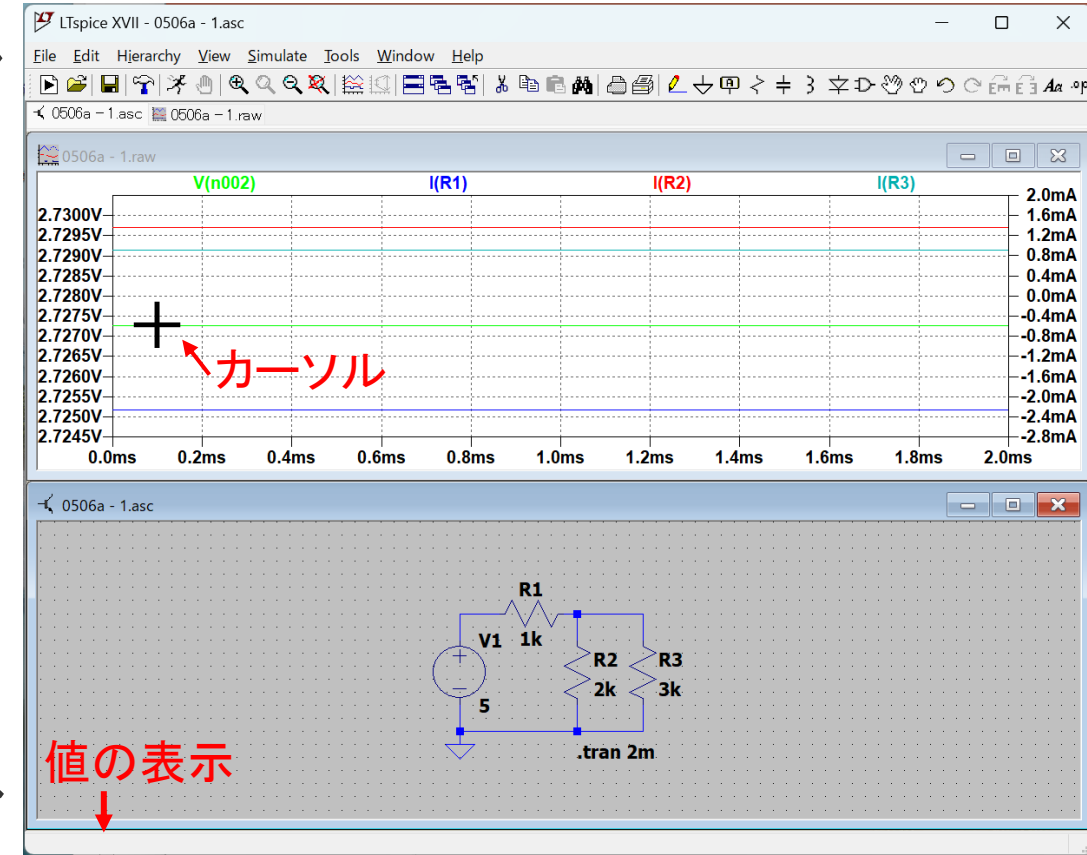 LTspice XVII - 0506a - 1.asc
File Edit Hierarchy View Simulate Tools Window Help
Aa .op
0506a - 1.asc 0506a - 1.raw
0506a - 1.raw
V(n002) I(R1) I(R2) I(R3)
2.0mA
2.7300V 1.6mA
2.7295V 1.2mA
2.7290V 0.8mA
2.7285V 0.4mA
2.7280V 0.0mA
2.7275V -0.4mA
2.7270V -0.8mA
2.7265V -1.2mA
2.7260V -1.6mA
2.7255V -2.0mA
2.7250V -2.4mA
2.7245V -2.8mA
カーソル
0.0ms 0.2ms 0.4ms 0.6ms 0.8ms 1.0ms 1.2ms 1.4ms 1.6ms 1.8ms 2.0ms
0506a - 1.asc
R1
V1 1k
R2 R3
2k 3k
5
.tran 2m
値の表示